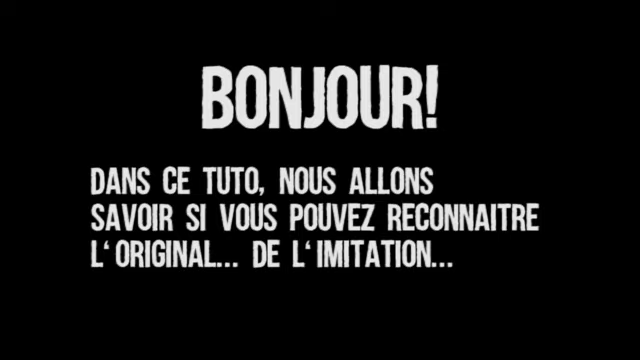 BONJOUR!
DANS CE TUTO, NOUS ALLONS
SAVOIR SI VOUS POUVEZ RECONNAITRE
L‘ORIGINAL... DE L‘IMITATION...